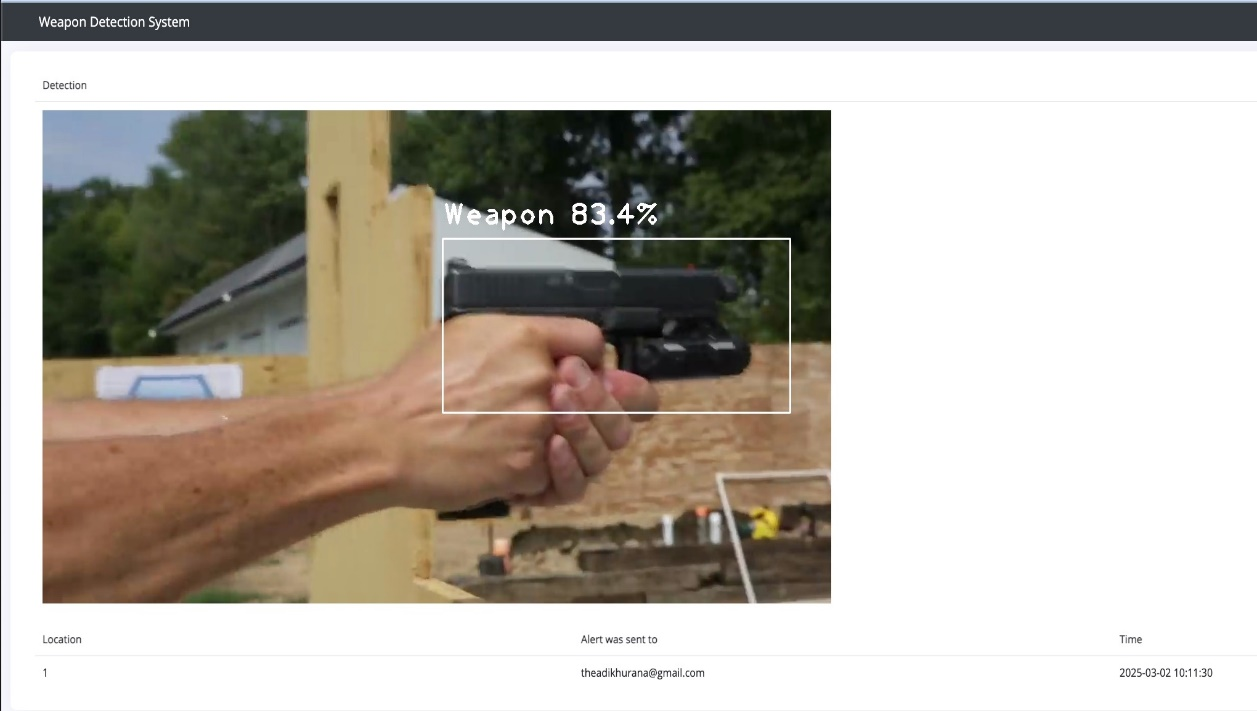 Weapon Detection System
Detection
Weapon 83.4%
Location Alert was sent to Time
1 theadikhurana@gmail.com 2025-03-02 10:11:30